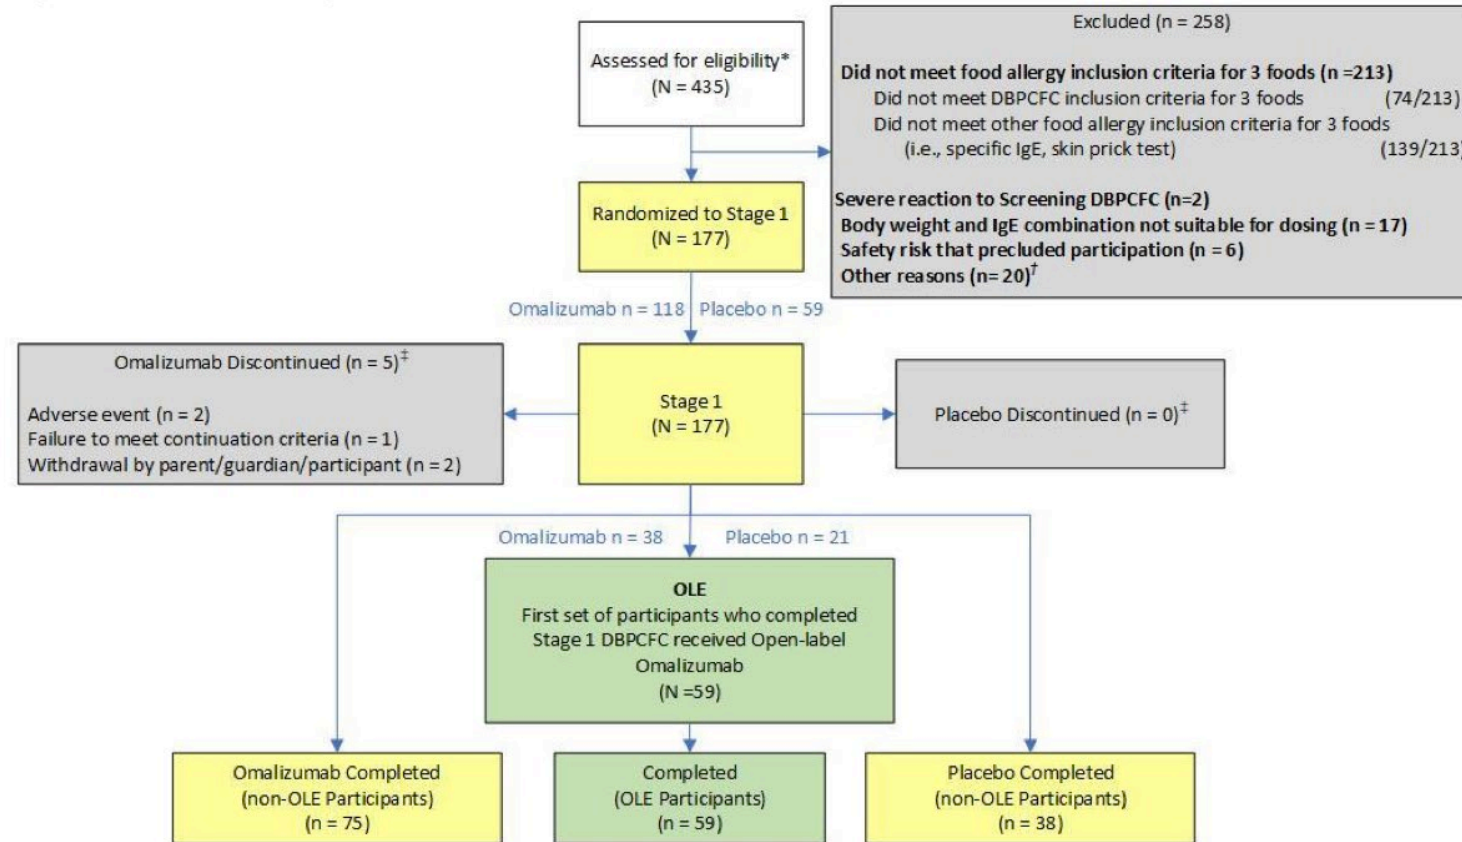 Assessed for eligibility*
(N = 435)
Excluded (n = 258)
Did not meet food allergy inclusion criteria for 3 foods (n =213)
Did not meet DBPCFC inclusion criteria for 3 foods (74/213)
Did not meet other food allergy inclusion criteria for 3 foods
(i.e., specific IgE, skin prick test) (139/213)
Severe reaction to Screening DBPCFC (n=2)
Body weight and IgE combination not suitable for dosing (n = 17)
Safety risk that precluded participation (n = 6)
Other reasons (n= 20)†
Randomized to Stage 1
(N = 177)
Omalizumab n = 118 Placebo n = 59
Omalizumab Discontinued (n = 5)‡
Adverse event (n = 2)
Failure to meet continuation criteria (n = 1)
Withdrawal by parent/guardian/participant (n = 2)
Stage 1
(N = 177)
Placebo Discontinued (n = 0)‡
Omalizumab n = 38 Placebo n = 21
OLE
First set of participants who completed
Stage 1 DBPCFC received Open-label
Omalizumab
(N =59)
Omalizumab Completed
(non-OLE Participants)
(n = 75)
Completed
(OLE Participants)
(n = 59)
Placebo Completed
(non-OLE Participants)
(n = 38)